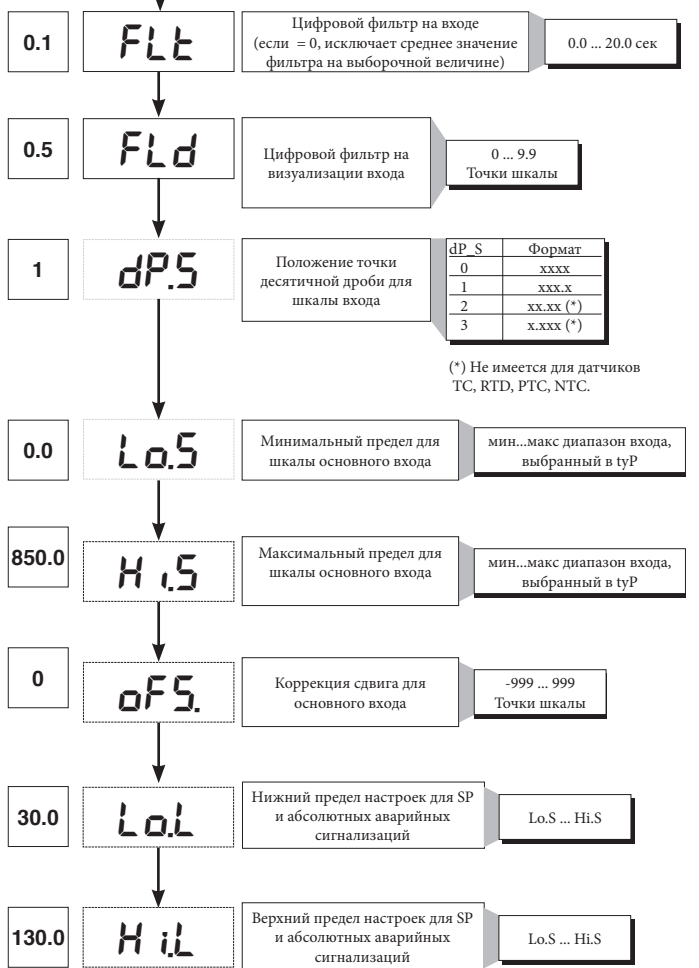 0.1
FLt
Цифровой фильтр на входе
(если = 0, исключает среднее значение
фильтра на выборочной величине)
0.0 ... 20.0 сек
0.5
FLd
Цифровой фильтр на
визуализации входа
0 ... 9.9
Точки шкалы
1
dP.S
Положение точки
десятичной дроби для
шкалы входа
dP_S Формат
0 xxxx
1 xxx.x
2 xx.xx (*)
3 x.xxx (*)
(*) Не имеется для датчиков
TC, RTD, PTC, NTC.
0.0
Lo.S
Минимальный предел для
шкалы основного входа
мин...макс диапазон входа,
выбранный в tyP
850.0
Hi.S
Максимальный предел для
шкалы основного входа
мин...макс диапазон входа,
выбранный в tyP
0
oFS.
Коррекция сдвига для
основного входа
-999 ... 999
Точки шкалы
30.0
Lo.L
Нижний предел настроек для SP
и абсолютных аварийных
сигнализаций
Lo.S ... Hi.S
130.0
Hi.L
Верхний предел настроек для SP
и абсолютных аварийных
сигнализаций
Lo.S ... Hi.S